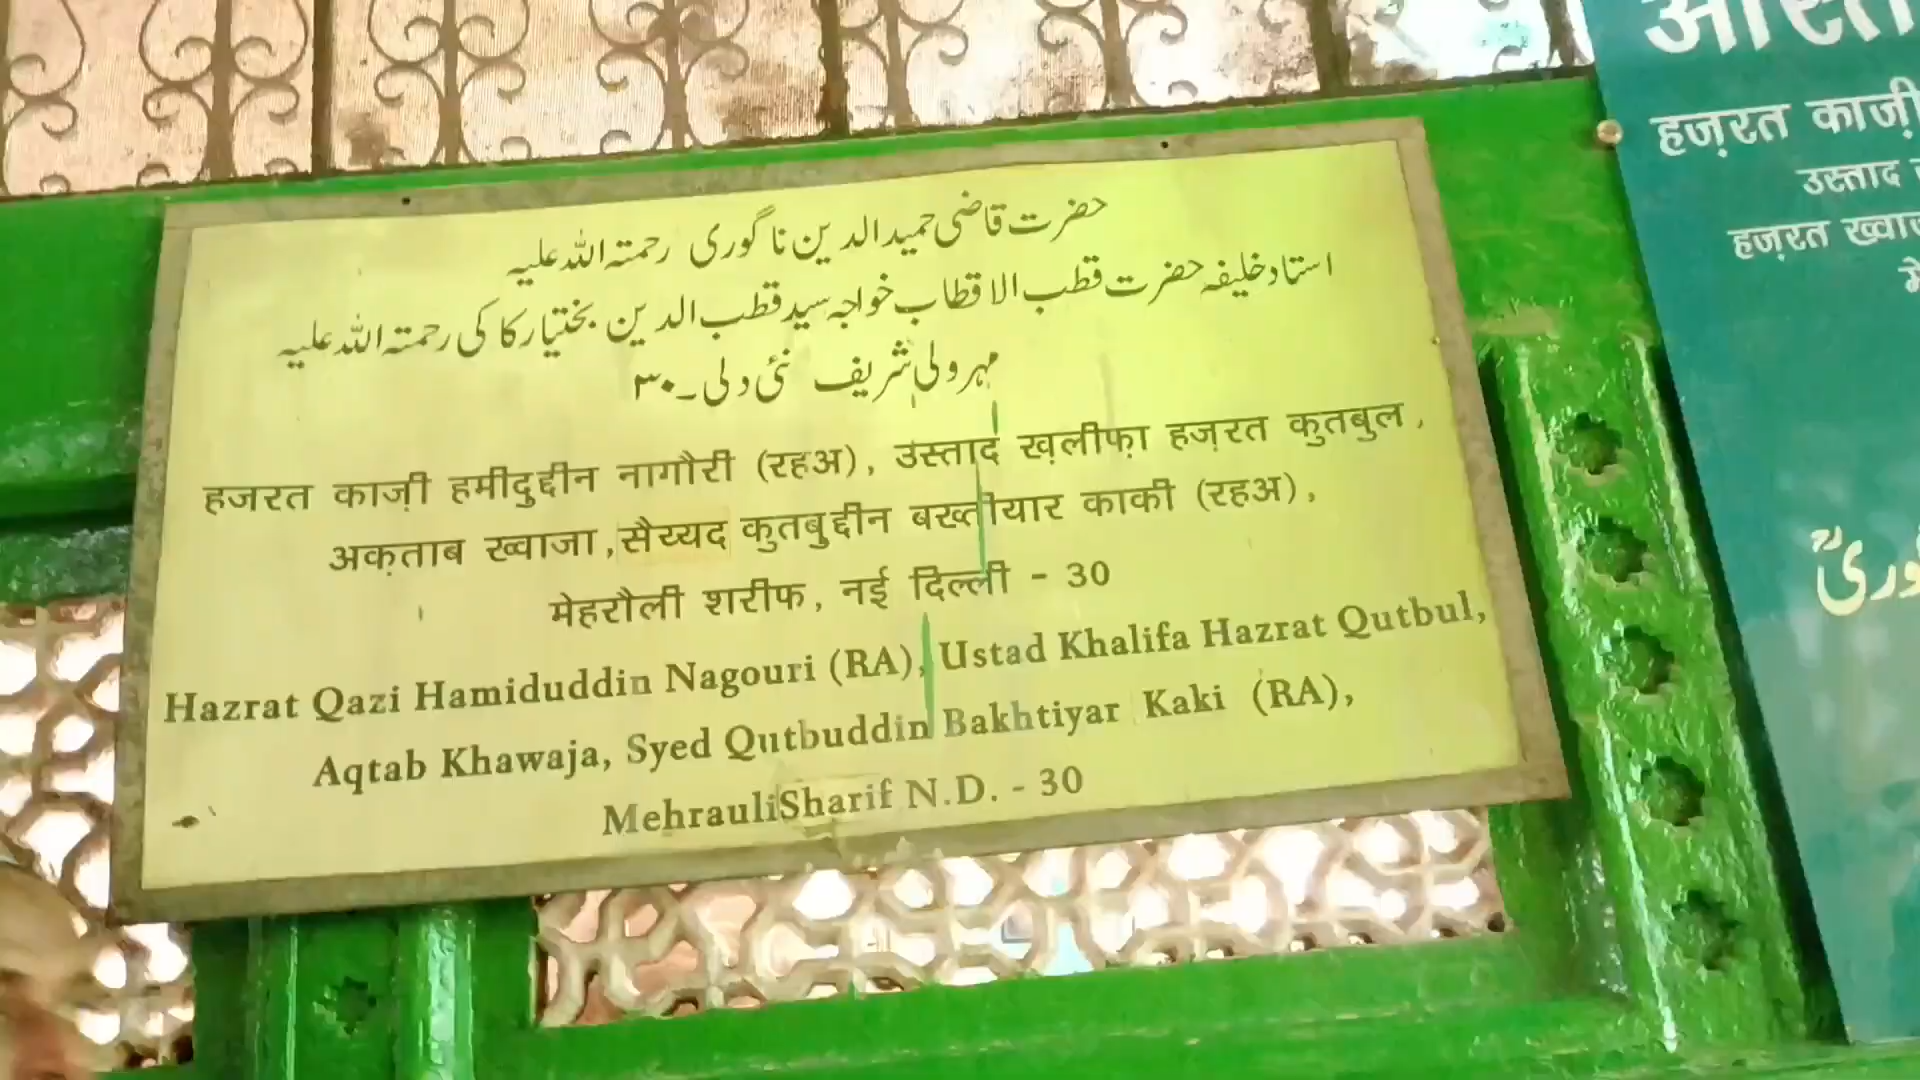 حضرت قاضی حمید الدین ناگوری رحمتہ اللہ علیہ
استاد خلیفہ حضرت قطب الاقطاب خواجہ سید قطب الدین بختیار کاکی رحمتہ اللہ علیہ
مہرولی شریف نئی دلی۔۳۰
हजरत काज़ी हमीदुद्दीन नागौरी (रहअ), उस्ताद ख़लीफ़ा हज़रत कुतबुल,
अक़ताब ख्वाजा,सैय्यद कुतबुद्दीन बख्तीयार काकी (रहअ),
मेहरौली शरीफ, नई दिल्ली - 30
Hazrat Qazi Hamiduddin Nagouri (RA), Ustad Khalifa Hazrat Qutbul,
Aqtab Khawaja, Syed Qutbuddin Bakhtiyar Kaki (RA),
MehrauliSharif N.D. - 30
हज़रत काज़ी
उस्ताद
हज़रत